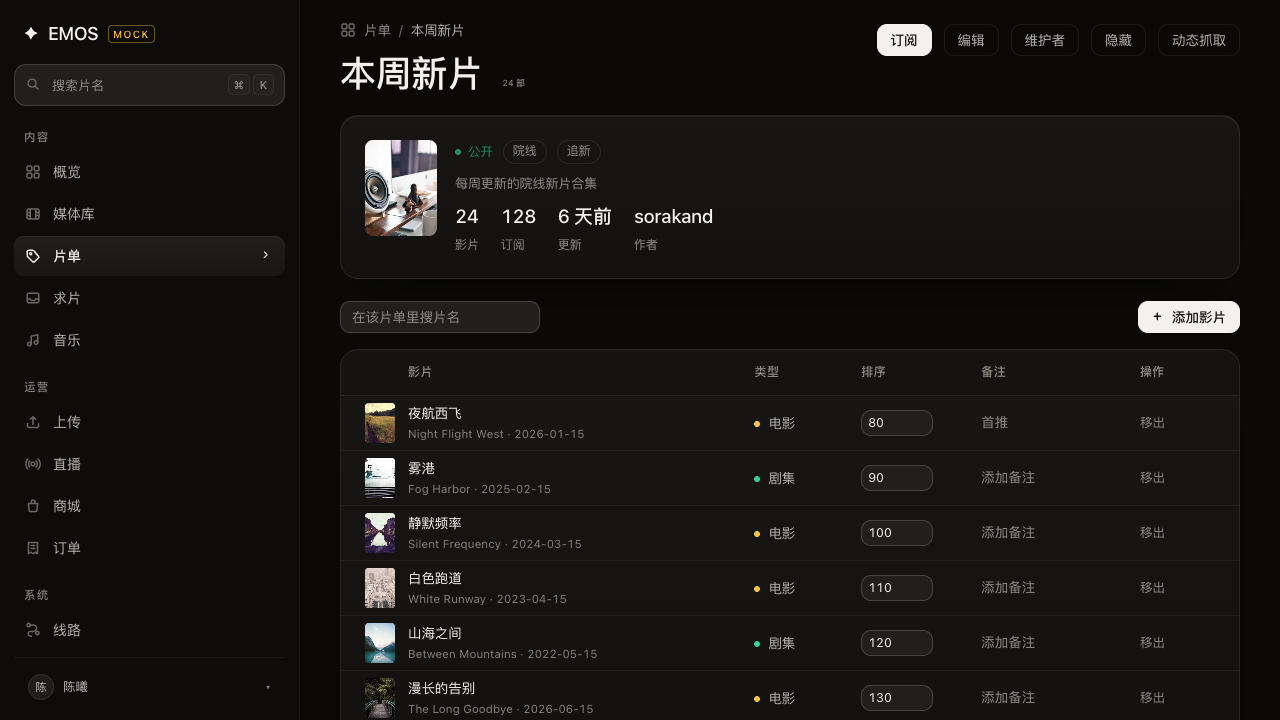 EMOS MOCK
搜索片名 ⌘ K
内容
概览
媒体库
片单
求片
音乐
运营
上传
直播
商城
订单
系统
线路
陈 陈曦
片单 / 本周新片
本周新片 24 部
订阅 编辑 维护者 隐藏 动态抓取
公开 院线 追新
每周更新的院线新片合集
24 128 6 天前 sorakand
影片 订阅 更新 作者
在该片单里搜片名
+ 添加影片
影片 类型 排序 备注 操作
夜航西飞
Night Flight West · 2026-01-15
电影 80 首推 移出
雾港
Fog Harbor · 2025-02-15
剧集 90 添加备注 移出
静默频率
Silent Frequency · 2024-03-15
电影 100 添加备注 移出
白色跑道
White Runway · 2023-04-15
电影 110 添加备注 移出
山海之间
Between Mountains · 2022-05-15
剧集 120 添加备注 移出
漫长的告别
The Long Goodbye · 2026-06-15
电影 130 添加备注 移出